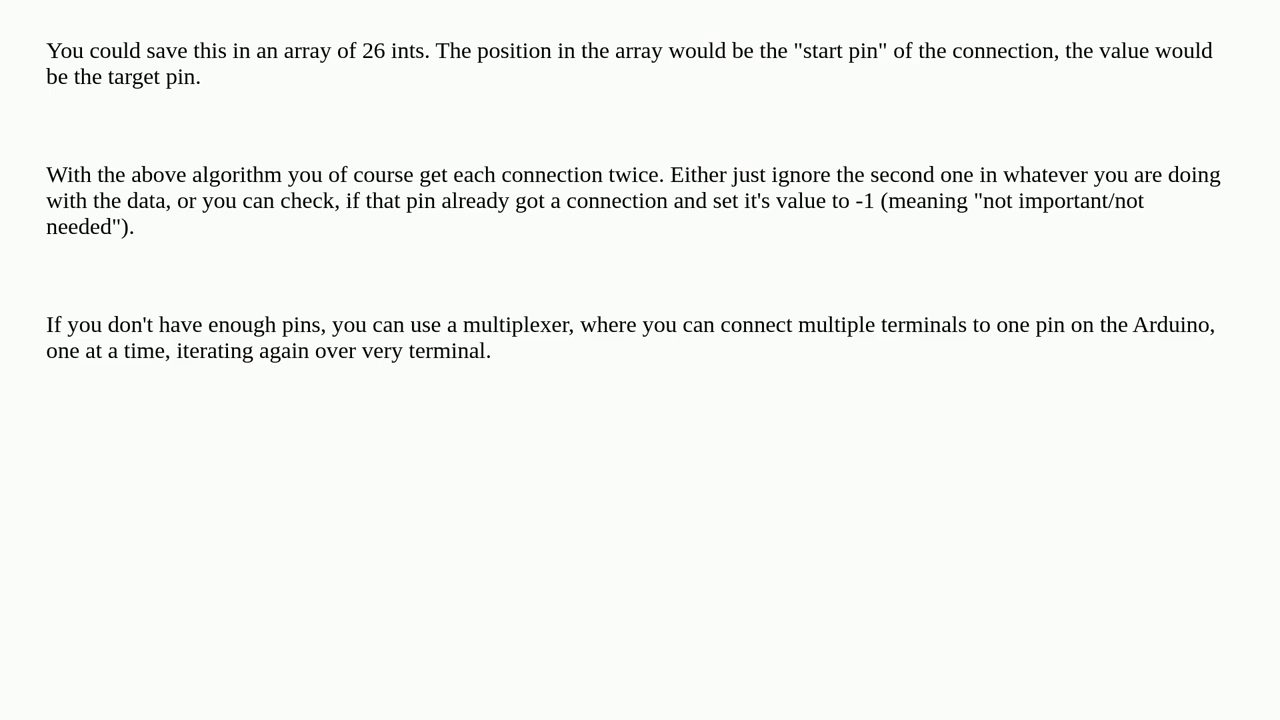 You could save this in an array of 26 ints. The position in the array would be the "start pin" of the connection, the value would
be the target pin.
With the above algorithm you of course get each connection twice. Either just ignore the second one in whatever you are doing
with the data, or you can check, if that pin already got a connection and set it's value to -1 (meaning "not important/not
needed").
If you don't have enough pins, you can use a multiplexer, where you can connect multiple terminals to one pin on the Arduino,
one at a time, iterating again over very terminal.